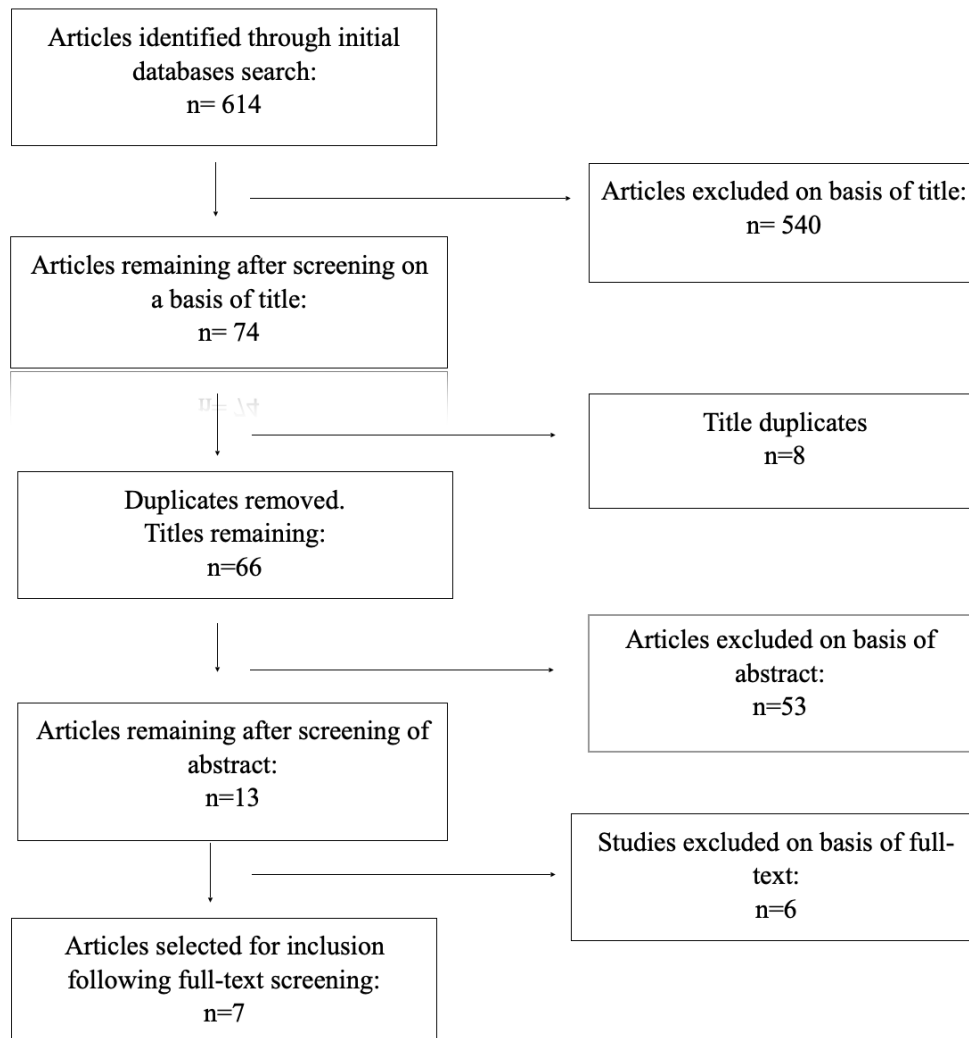 Articles identified through initial
databases search:
n= 614
Articles excluded on basis of title:
n= 540
Articles remaining after screening on
a basis of title:
n= 74
Title duplicates
n=8
Duplicates removed.
Titles remaining:
n=66
Articles excluded on basis of
abstract:
n=53
Articles remaining after screening of
abstract:
n=13
Studies excluded on basis of full-
text:
n=6
Articles selected for inclusion
following full-text screening:
n=7